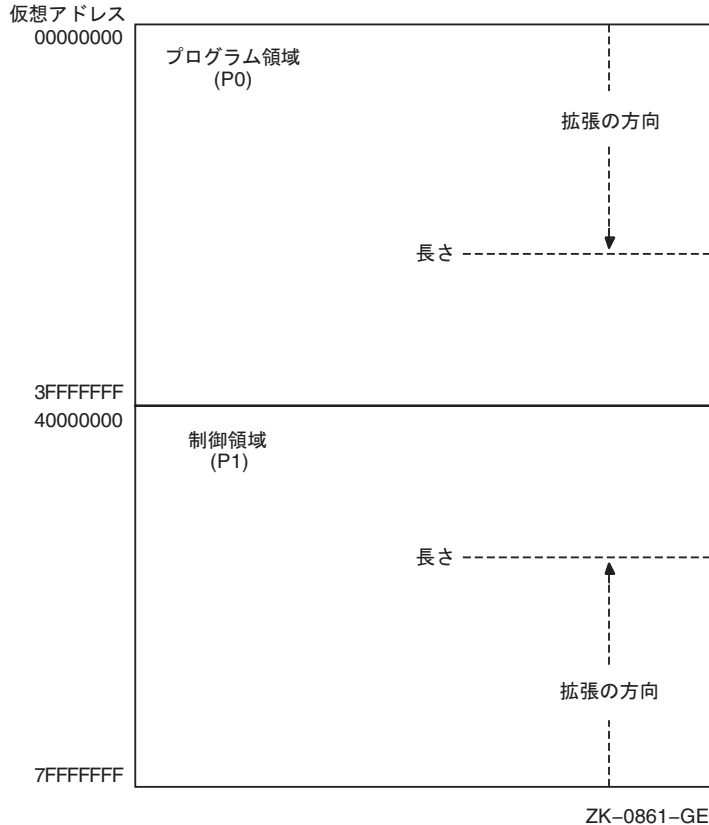 仮想アドレス
00000000
プログラム領域
(P0)
拡張の方向
長さ
3FFFFFFF
40000000
制御領域
(P1)
長さ
拡張の方向
7FFFFFFF
ZK–0861–GE